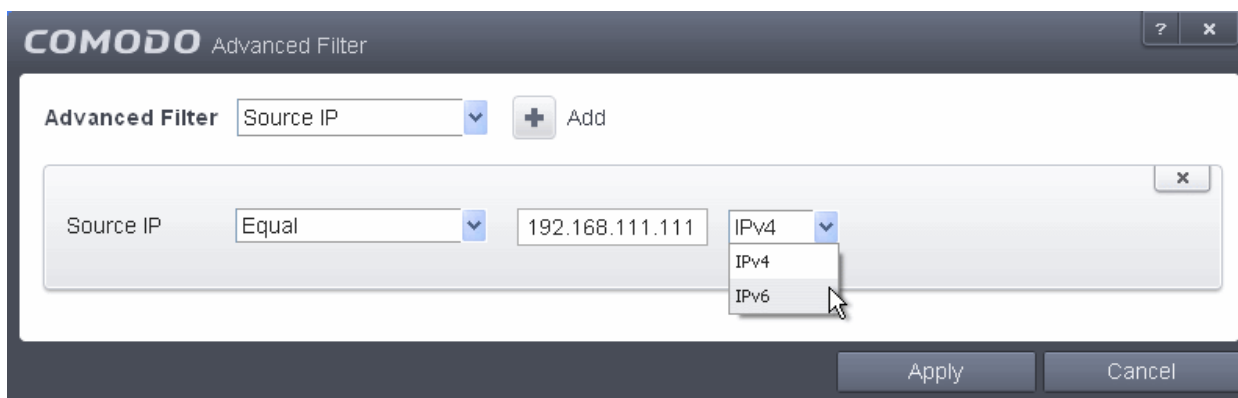 COMODO Advanced Filter ? x
Advanced Filter Source IP + Add
x
Source IP Equal 192.168.111.111 IPv4
IPv4
IPv6
Apply Cancel